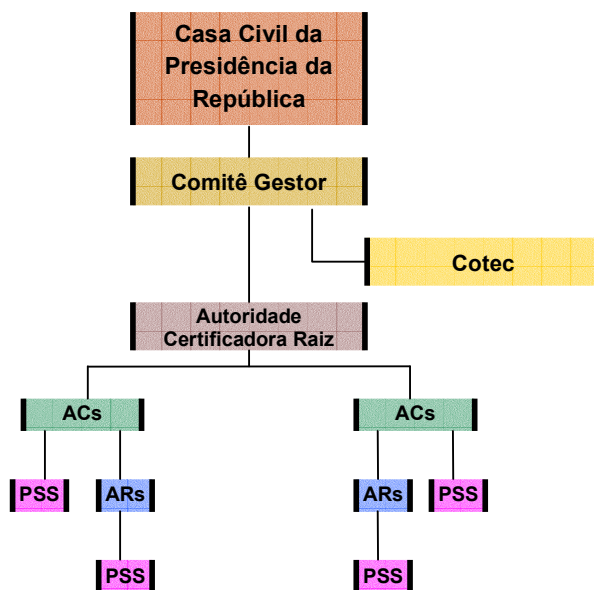 Casa Civil da
Presidência da
República
Comitê Gestor
Cotec
Autoridade
Certificadora Raiz
ACs
ACs
PSS
ARs
ARs
PSS
PSS
PSS